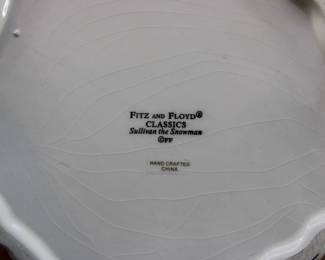 FITZ AND FLOYD®
CLASSICS
Sullivan the Snowman
©FF
HAND CRAFTED
CHINA